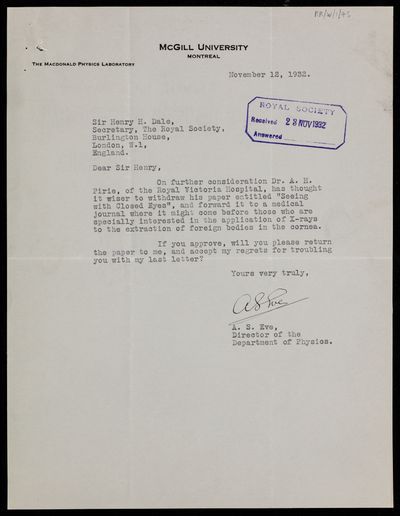 RR/W/1/45
McGill University
MONTREAL
The Macdonald Physics Laboratory
November 12, 1932.
ROYAL SOCIETY
Received 28 NOV 1932
Answered
Sir Henry H. Dale,
Secretary, The Royal Society,
Burlington House,
London, W.1,
England.
Dear Sir Henry,
On further consideration Dr. A. H.
Pirie, of the Royal Victoria Hospital, has thought
it wiser to withdraw his paper entitled "Seeing
with Closed Eyes", and forward it to a medical
journal where it might come before those who are
specially interested in the application of X-rays
to the extraction of foreign bodies in the cornea.
If you approve, will you please return
the paper to me, and accept my regrets for troubling
you with my last letter?
Yours very truly,
A S Eve
A. S. Eve,
Director of the
Department of Physics.